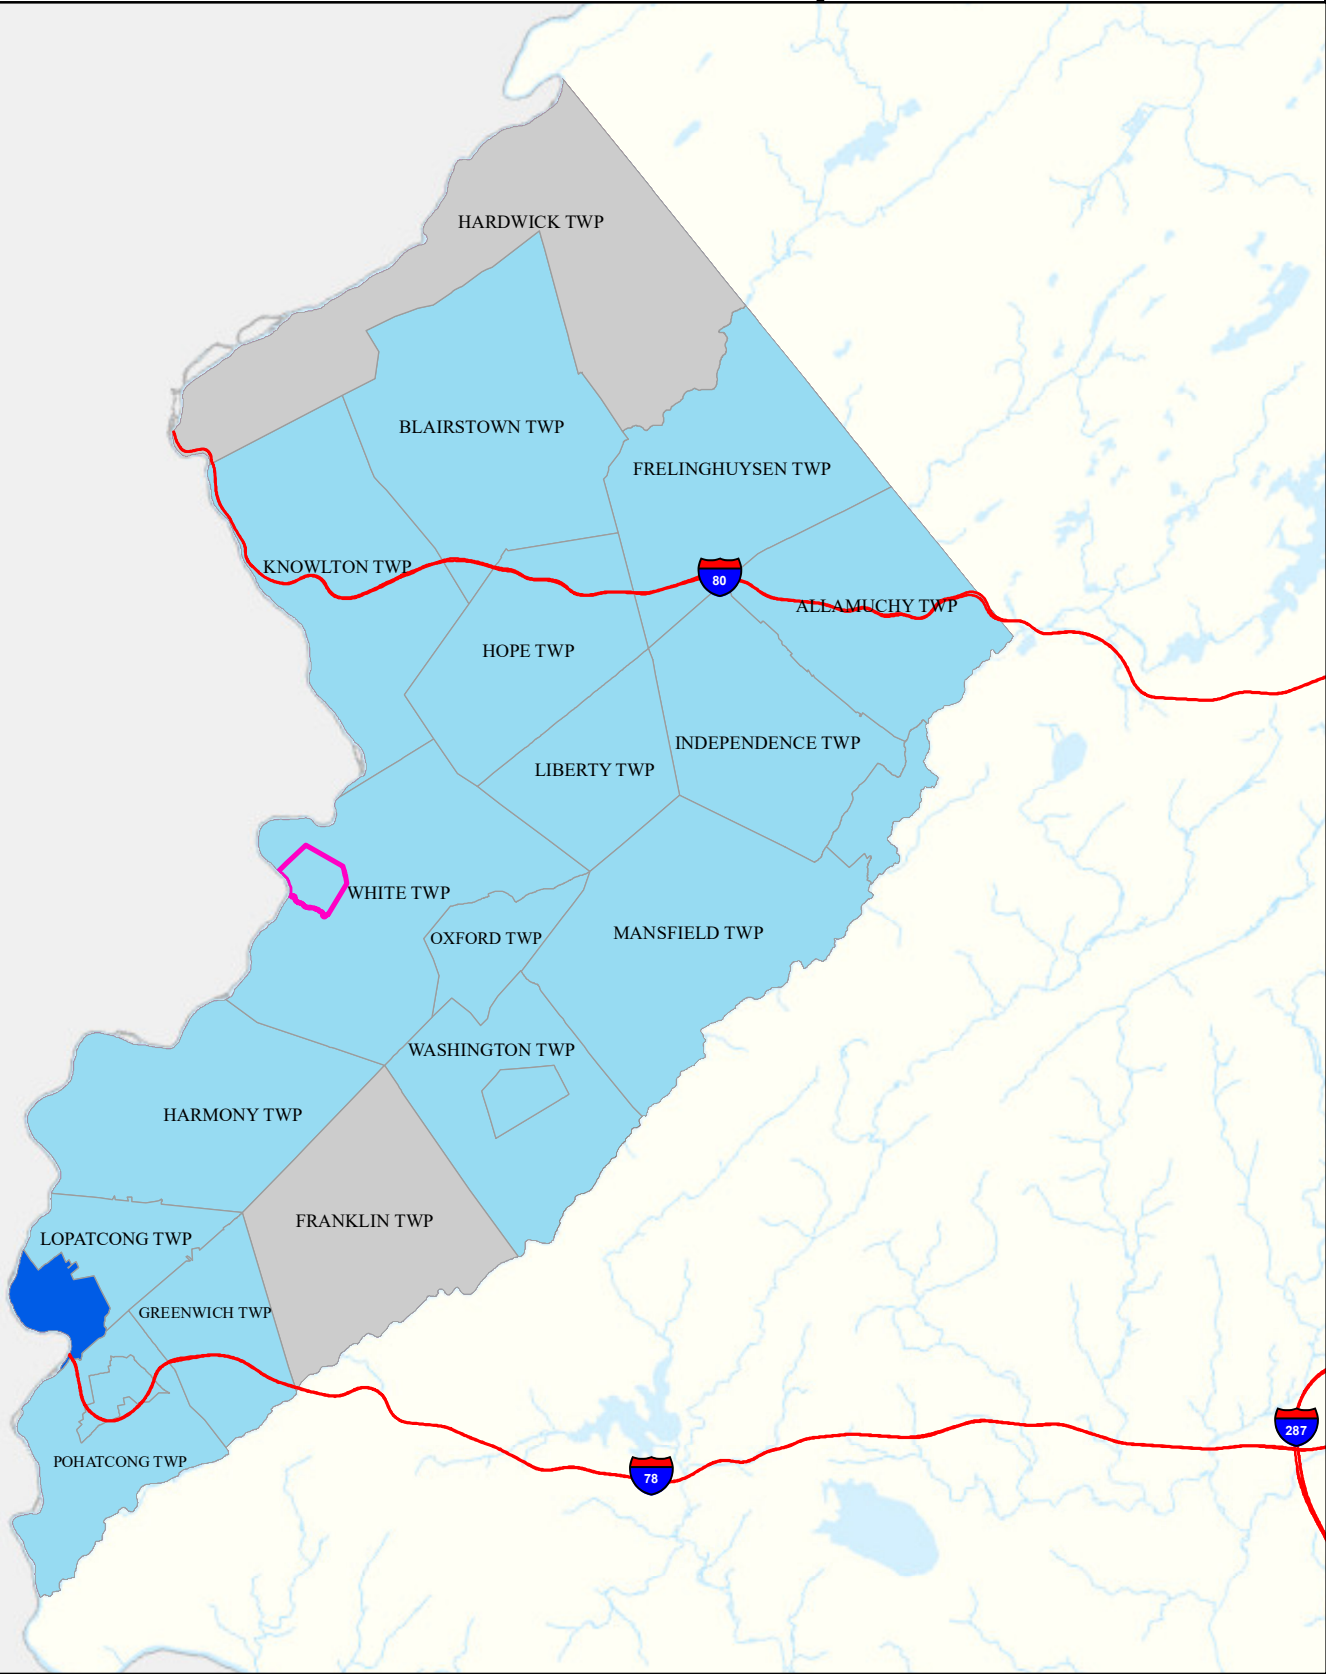 HARDWICK TWP
BLAIRSTOWN TWP
FRELINGHUYSEN TWP
KNOWLTON TWP
80
ALLAMUCHY TWP
HOPE TWP
INDEPENDENCE TWP
LIBERTY TWP
WHITE TWP
OXFORD TWP
MANSFIELD TWP
WASHINGTON TWP
HARMONY TWP
FRANKLIN TWP
LOPATCONG TWP
GREENWICH TWP
287
POHATCONG TWP
78